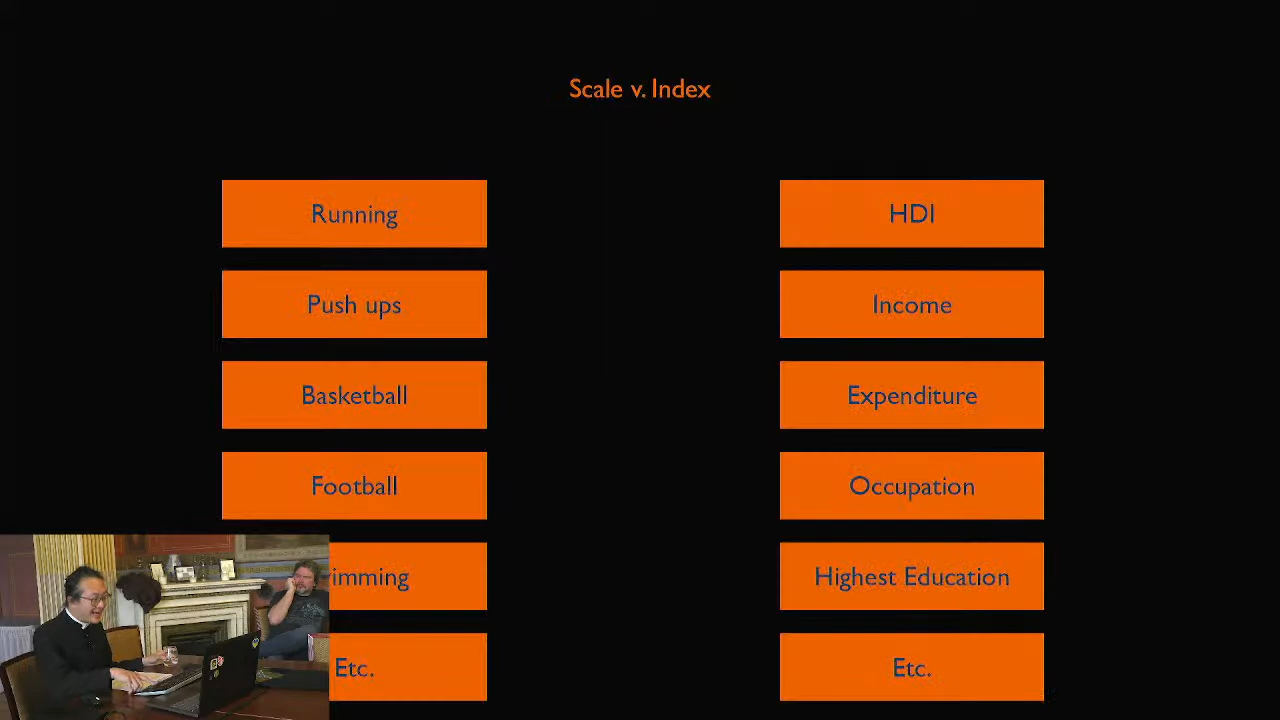 Scale v. Index
Running
Push ups
Basketball
Football
imming
Etc.
HDI
Income
Expenditure
Occupation
Highest Education
Etc.